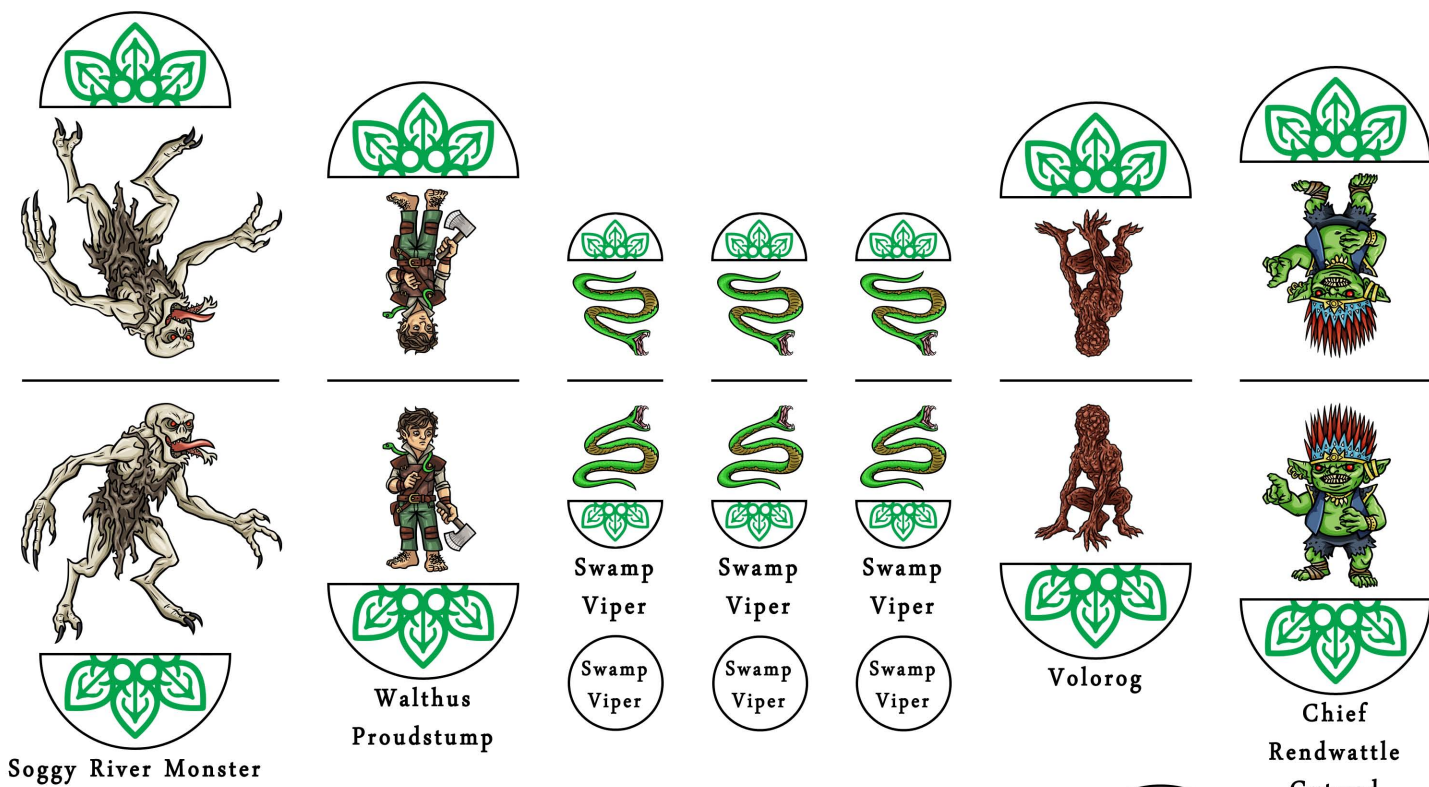 Soggy River Monster
Walthus
Proudstump
Swamp
Viper
Swamp
Viper
Swamp
Viper
Swamp
Viper
Swamp
Viper
Swamp
Viper
Volorog
Chief
Rendwattle